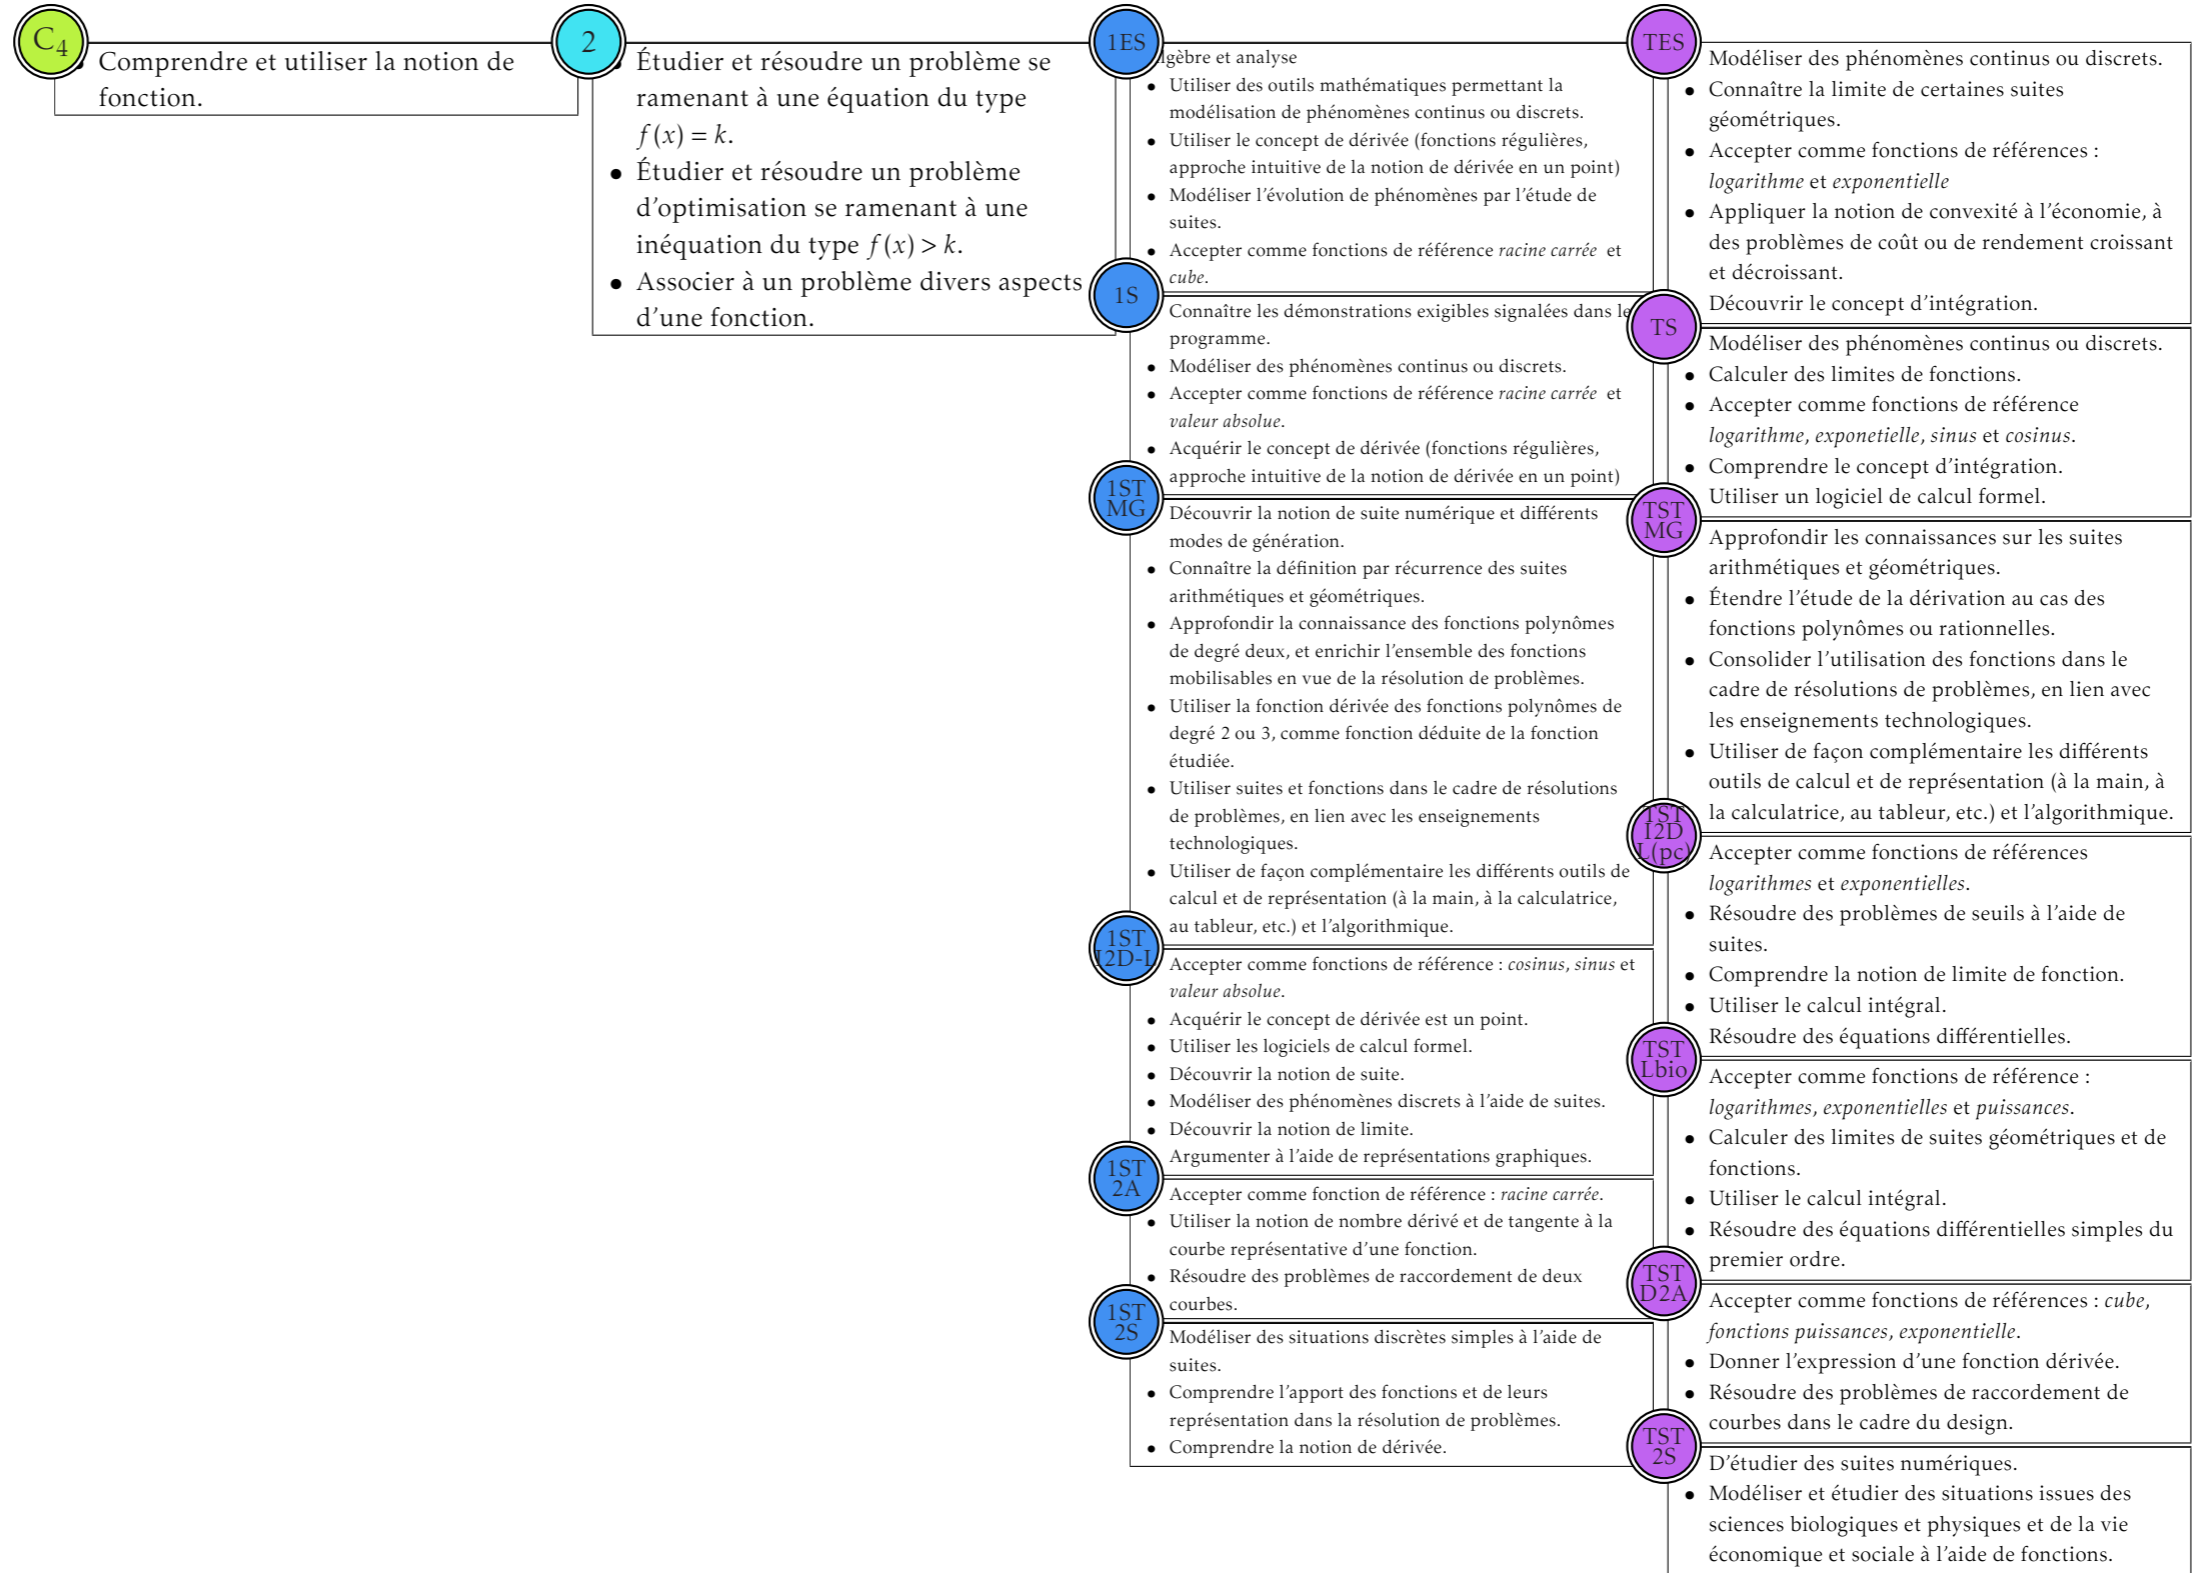 C4
Comprendre et utiliser la notion de
fonction.
2
Étudier et résoudre un problème se
ramenant à une équation du type
f(x) = k.
• Étudier et résoudre un problème
d'optimisation se ramenant à une
inéquation du type f(x) > k.
• Associer à un problème divers aspects
d'une fonction.
1ES
lgèbre et analyse
• Utiliser des outils mathématiques permettant la
modélisation de phénomènes continus ou discrets.
• Utiliser le concept de dérivée (fonctions régulières,
approche intuitive de la notion de dérivée en un point)
• Modéliser l'évolution de phénomènes par l'étude de
suites.
• Accepter comme fonctions de référence racine carrée et
cube.
1S
Connaître les démonstrations exigibles signalées dans le
programme.
• Modéliser des phénomènes continus ou discrets.
• Accepter comme fonctions de référence racine carrée et
valeur absolue.
• Acquérir le concept de dérivée (fonctions régulières,
approche intuitive de la notion de dérivée en un point)
1ST
MG
Découvrir la notion de suite numérique et différents
modes de génération.
• Connaître la définition par récurrence des suites
arithmétiques et géométriques.
• Approfondir la connaissance des fonctions polynômes
de degré deux, et enrichir l'ensemble des fonctions
mobilisables en vue de la résolution de problèmes.
• Utiliser la fonction dérivée des fonctions polynômes de
degré 2 ou 3, comme fonction déduite de la fonction
étudiée.
• Utiliser suites et fonctions dans le cadre de résolutions
de problèmes, en lien avec les enseignements
technologiques.
• Utiliser de façon complémentaire les différents outils de
calcul et de représentation (à la main, à la calculatrice,
au tableur, etc.) et l'algorithmique.
1ST
I2D-L
Accepter comme fonctions de référence : cosinus, sinus et
valeur absolue.
• Acquérir le concept de dérivée est un point.
• Utiliser les logiciels de calcul formel.
• Découvrir la notion de suite.
• Modéliser des phénomènes discrets à l'aide de suites.
• Découvrir la notion de limite.
Argumenter à l'aide de représentations graphiques.
1ST
2A
Accepter comme fonction de référence : racine carrée.
• Utiliser la notion de nombre dérivé et de tangente à la
courbe représentative d'une fonction.
• Résoudre des problèmes de raccordement de deux
courbes.
1ST
2S
Modéliser des situations discrètes simples à l'aide de
suites.
• Comprendre l'apport des fonctions et de leurs
représentation dans la résolution de problèmes.
• Comprendre la notion de dérivée.
TES
Modéliser des phénomènes continus ou discrets.
• Connaître la limite de certaines suites
géométriques.
• Accepter comme fonctions de références :
logarithme et exponentielle
• Appliquer la notion de convexité à l'économie, à
des problèmes de coût ou de rendement croissant
et décroissant.
Découvrir le concept d'intégration.
TS
Modéliser des phénomènes continus ou discrets.
• Calculer des limites de fonctions.
• Accepter comme fonctions de référence
logarithme, exponetielle, sinus et cosinus.
• Comprendre le concept d'intégration.
Utiliser un logiciel de calcul formel.
TST
MG
Approfondir les connaissances sur les suites
arithmétiques et géométriques.
• Étendre l'étude de la dérivation au cas des
fonctions polynômes ou rationnelles.
• Consolider l'utilisation des fonctions dans le
cadre de résolutions de problèmes, en lien avec
les enseignements technologiques.
• Utiliser de façon complémentaire les différents
outils de calcul et de représentation (à la main, à
la calculatrice, au tableur, etc.) et l'algorithmique.
TST
I2D
L(pc)
Accepter comme fonctions de références
logarithmes et exponentielles.
• Résoudre des problèmes de seuils à l'aide de
suites.
• Comprendre la notion de limite de fonction.
• Utiliser le calcul intégral.
Résoudre des équations différentielles.
TST
Lbio
Accepter comme fonctions de référence :
logarithmes, exponentielles et puissances.
• Calculer des limites de suites géométriques et de
fonctions.
• Utiliser le calcul intégral.
• Résoudre des équations différentielles simples du
premier ordre.
TST
D2A
Accepter comme fonctions de références : cube,
fonctions puissances, exponentielle.
• Donner l'expression d'une fonction dérivée.
• Résoudre des problèmes de raccordement de
courbes dans le cadre du design.
TST
2S
D'étudier des suites numériques.
• Modéliser et étudier des situations issues des
sciences biologiques et physiques et de la vie
économique et sociale à l'aide de fonctions.